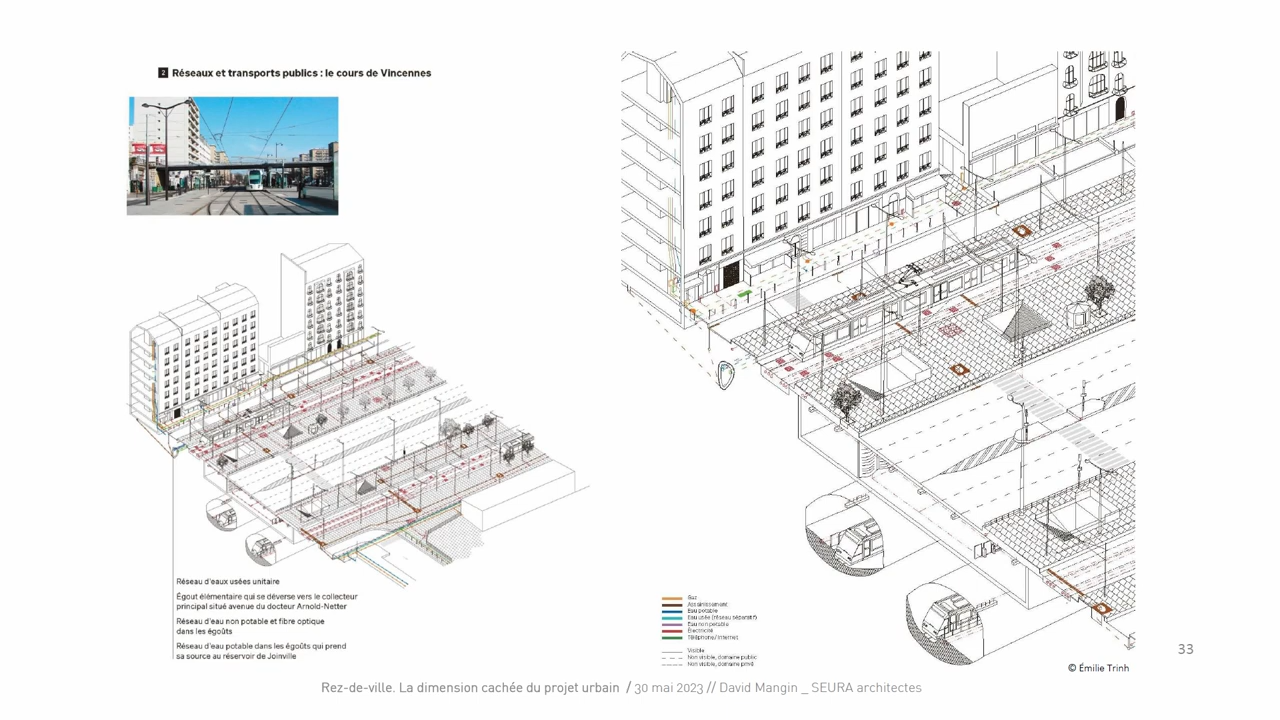 2 Réseaux et transports publics : le cours de Vincennes
Réseau d'eaux usées unitaire
Égout élémentaire qui se déverse vers le collecteur
principal situé avenue du docteur Arnold-Netter
Réseau d'eau non potable et fibre optique
dans les égoûts
Réseau d'eau potable dans les égoûts qui prend
sa source au réservoir de Joinville
Gaz
Assainissement
Eau potable
Eau utile (réseau séparatif)
Eau non potable
Électricité
Téléphone / Internet
Visible
Non visible, domaine public
Non visible, domaine privé
33
© Émilie Trinh
Rez-de-ville. La dimension cachée du projet urbain / 30 mai 2023 // David Mangin _ SEURA architectes